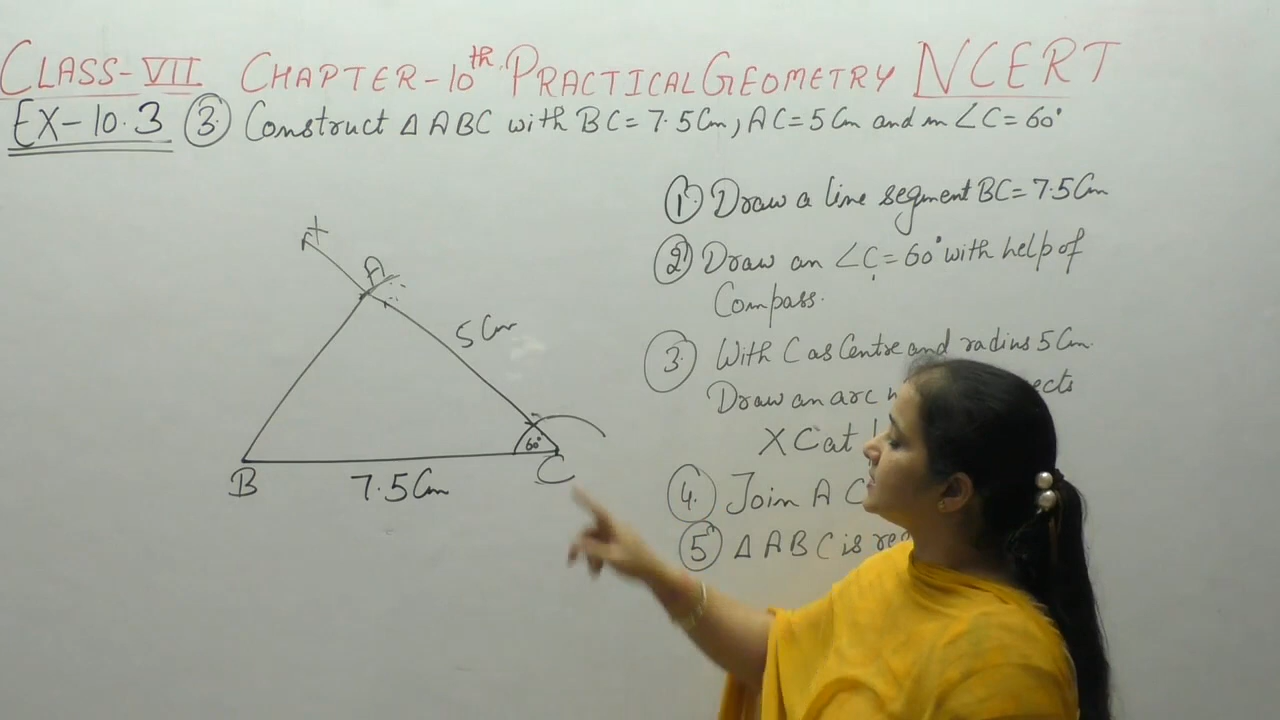 CLASS-VII CHAPTER-10th PRACTICAL GEOMETRY NCERT
EX-10.3 3. Construct Δ ABC with BC = 7.5 Cm, AC = 5 Cm and m ∠C = 60°
1. Draw a line segment BC = 7.5 Cm
2. Draw an ∠C = 60° with help of
Compass.
3. With C as Centre and radius 5 Cm.
Draw an arc
XC at
4. Join A
5 Δ ABC is
A
5 Cm
60°
B
7.5 Cm
C